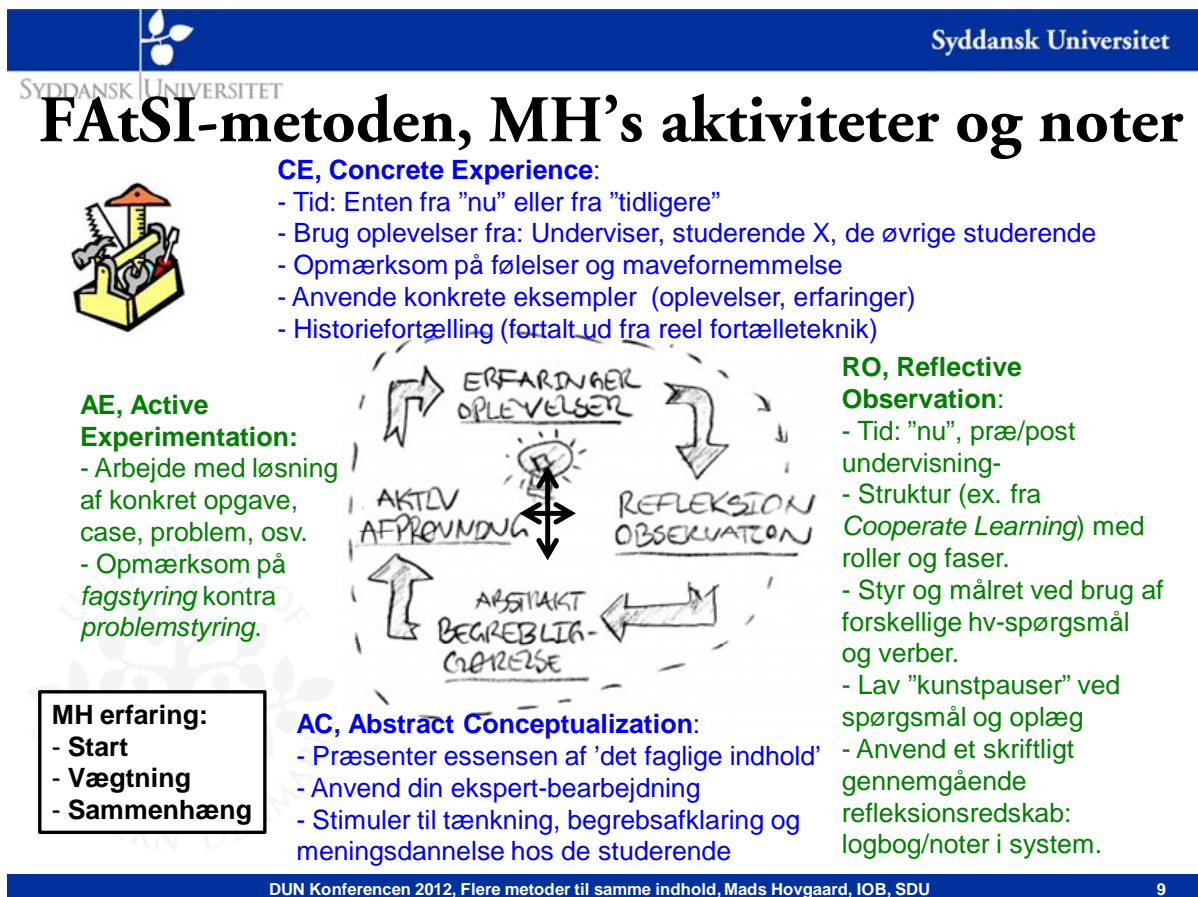 Syddansk Universitet
SYDDANSK UNIVERSITET
FAtSI-metoden, MH’s aktiviteter og noter
CE, Concrete Experience:
- Tid: Enten fra ”nu” eller fra ”tidligere”
- Brug oplevelser fra: Underviser, studerende X, de øvrige studerende
- Opmærksom på følelser og mavefornemmelse
- Anvende konkrete eksempler (oplevelser, erfaringer)
- Historiefortælling (fortalt ud fra reel fortælleteknik)
AE, Active
Experimentation:
- Arbejde med løsning
af konkret opgave,
case, problem, osv.
- Opmærksom på
fagstyring kontra
problemstyring.
ERFARINGER
OPLEVELSER
AKTIV
AFPRØVNING
REFLEKSION
OBSERVATION
ABSTRAKT
BEGREBLIG-
GØRELSE
RO, Reflective
Observation:
- Tid: ”nu”, præ/post
undervisning-
- Struktur (ex. fra
Cooperate Learning) med
roller og faser.
- Styr og målret ved brug af
forskellige hv-spørgsmål
og verber.
- Lav ”kunstpauser” ved
spørgsmål og oplæg
- Anvend et skriftligt
gennemgående
refleksionsredskab:
logbog/noter i system.
MH erfaring:
- Start
- Vægtning
- Sammenhæng
AC, Abstract Conceptualization:
- Præsenter essensen af ’det faglige indhold’
- Anvend din ekspert-bearbejdning
- Stimuler til tænkning, begrebsafklaring og
meningsdannelse hos de studerende
DUN Konferencen 2012, Flere metoder til samme indhold, Mads Hovgaard, IOB, SDU
9